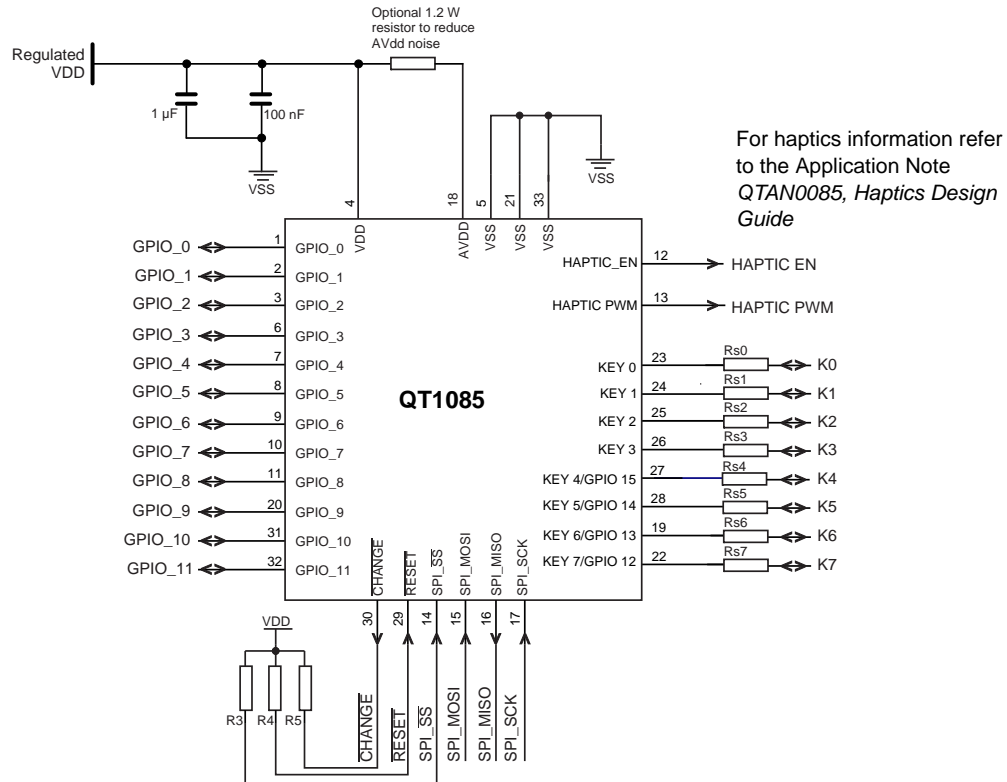 Optional 1.2 W
resistor to reduce
AVdd noise
Regulated
VDD
1 µF
100 nF
VSS
VSS
For haptics information refer
to the Application Note
QTAN0085, Haptics Design
Guide
4
18
5
21
33
VDD
AVDD
VSS
VSS
VSS
GPIO_0
1
GPIO_0
GPIO_1
2
GPIO_1
GPIO_2
3
GPIO_2
GPIO_3
6
GPIO_3
GPIO_4
7
GPIO_4
GPIO_5
8
GPIO_5
GPIO_6
9
GPIO_6
GPIO_7
10
GPIO_7
GPIO_8
11
GPIO_8
GPIO_9
20
GPIO_9
GPIO_10
31
GPIO_10
GPIO_11
32
GPIO_11
QT1085
HAPTIC_EN
12
HAPTIC EN
HAPTIC PWM
13
HAPTIC PWM
KEY 0
23
Rs0
K0
KEY 1
24
Rs1
K1
KEY 2
25
Rs2
K2
KEY 3
26
Rs3
K3
KEY 4/GPIO 15
27
Rs4
K4
KEY 5/GPIO 14
28
Rs5
K5
KEY 6/GPIO 13
19
Rs6
K6
KEY 7/GPIO 12
22
Rs7
K7
CHANGE
RESET
SPI_SS
SPI_MOSI
SPI_MISO
SPI_SCK
30
29
14
15
16
17
VDD
R3
R4
R5
CHANGE
RESET
SPI_SS
SPI_MOSI
SPI_MISO
SPI_SCK